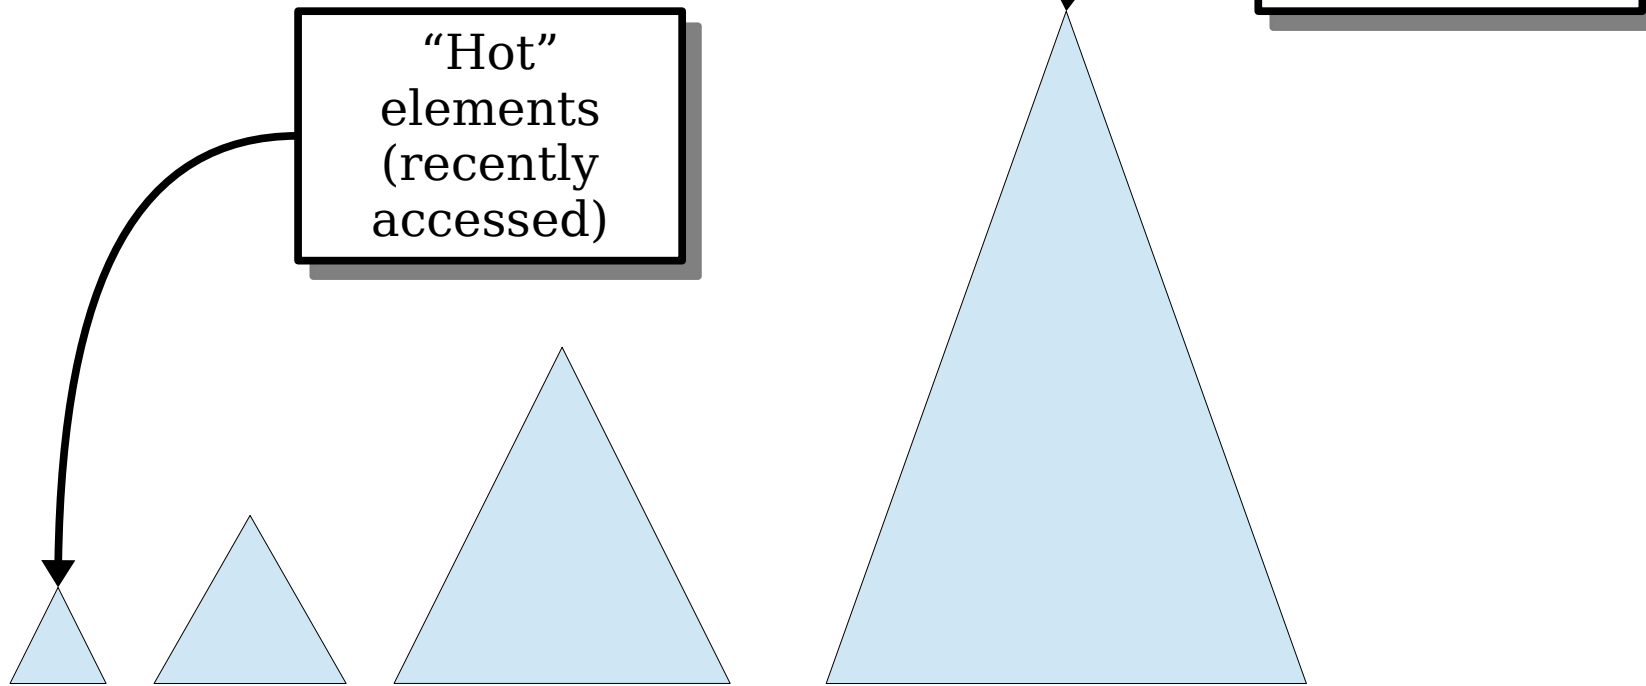 “Hot”
elements
(recently
accessed)